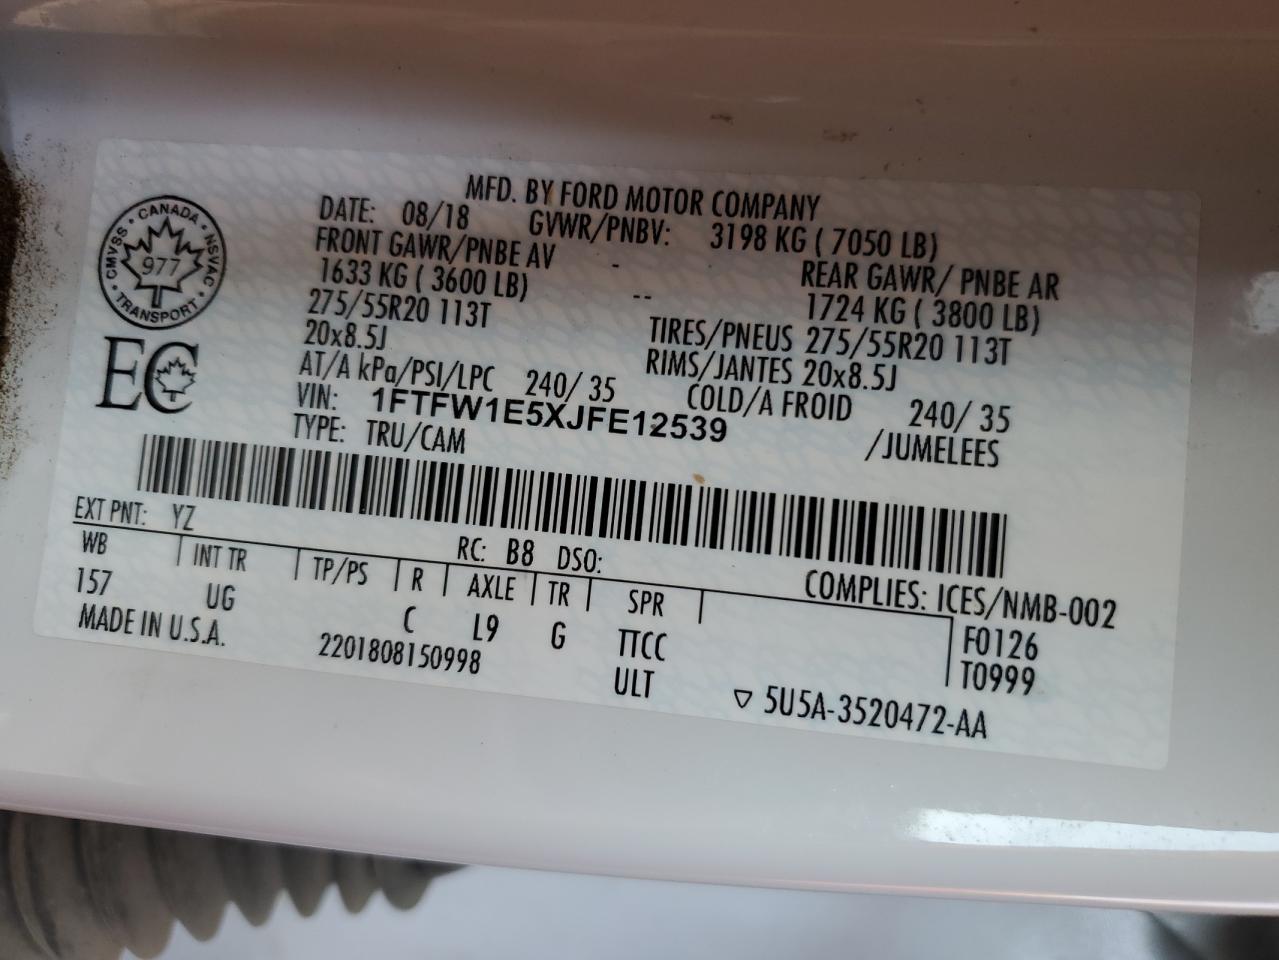 MFD. BY FORD MOTOR COMPANY
DATE: 08/18 GVWR/PNBV: 3198 KG ( 7050 LB)
FRONT GAWR/PNBE AV - REAR GAWR/ PNBE AR
1633 KG ( 3600 LB) -- 1724 KG ( 3800 LB)
275/55R20 113T TIRES/PNEUS 275/55R20 113T
20x8.5J RIMS/JANTES 20x8.5J
AT/A kPa/PSI/LPC 240/ 35 COLD/A FROID 240/ 35
VIN: 1FTFW1E5XJFE12539 /JUMELEES
TYPE: TRU/CAM
CANADA
CMVSS 977 NSVAC
TRANSPORT
EC
EXT PNT: YZ RC: B8 DSO:
WB INT TR TP/PS R AXLE TR SPR COMPLIES: ICES/NMB-002
157 UG C L9 G TTCC F0126
MADE IN U.S.A. 2201808150998 ULT T0999
5U5A-3520472-AA